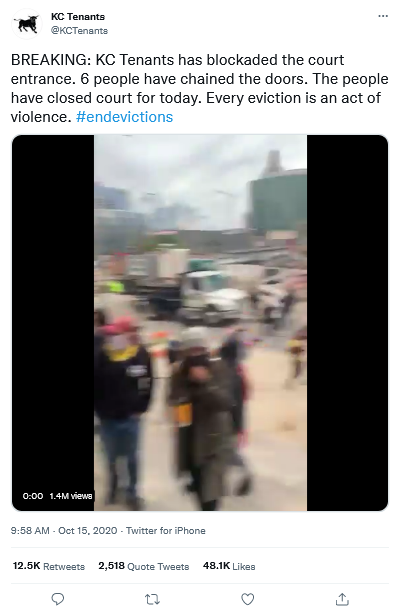 KC Tenants
@KCTenants
BREAKING: KC Tenants has blockaded the court
entrance. 6 people have chained the doors. The people
have closed court for today. Every eviction is an act of
violence. #endevictions
0:00 1.4M views
9:58 AM · Oct 15, 2020 · Twitter for iPhone
12.5K Retweets 2,518 Quote Tweets 48.1K Likes